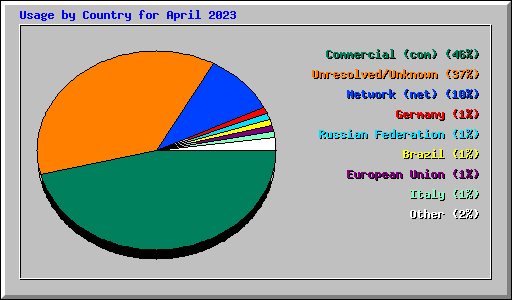 Usage by Country for April 2023
Commercial (com) (46%)
Unresolved/Unknown (37%)
Network (net) (10%)
Germany (1%)
Russian Federation (1%)
Brazil (1%)
European Union (1%)
Italy (1%)
Other (2%)